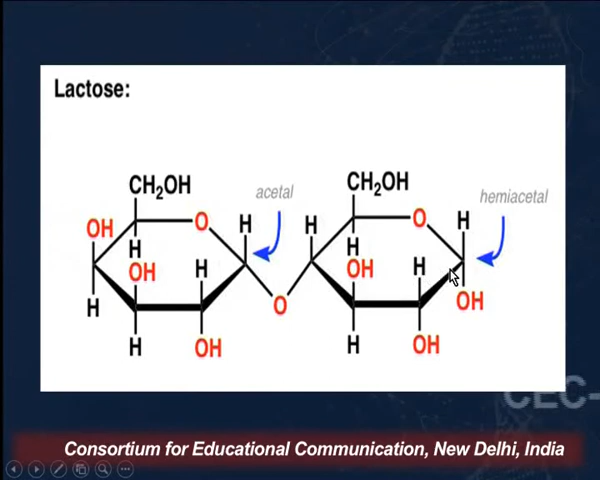 Lactose:
CH₂OH
CH₂OH
acetal
hemiacetal
OH
O
H
H
O
H
H
OH
H
H
OH
H
H
O
OH
H
OH
H
OH
CEC-
Consortium for Educational Communication, New Delhi, India